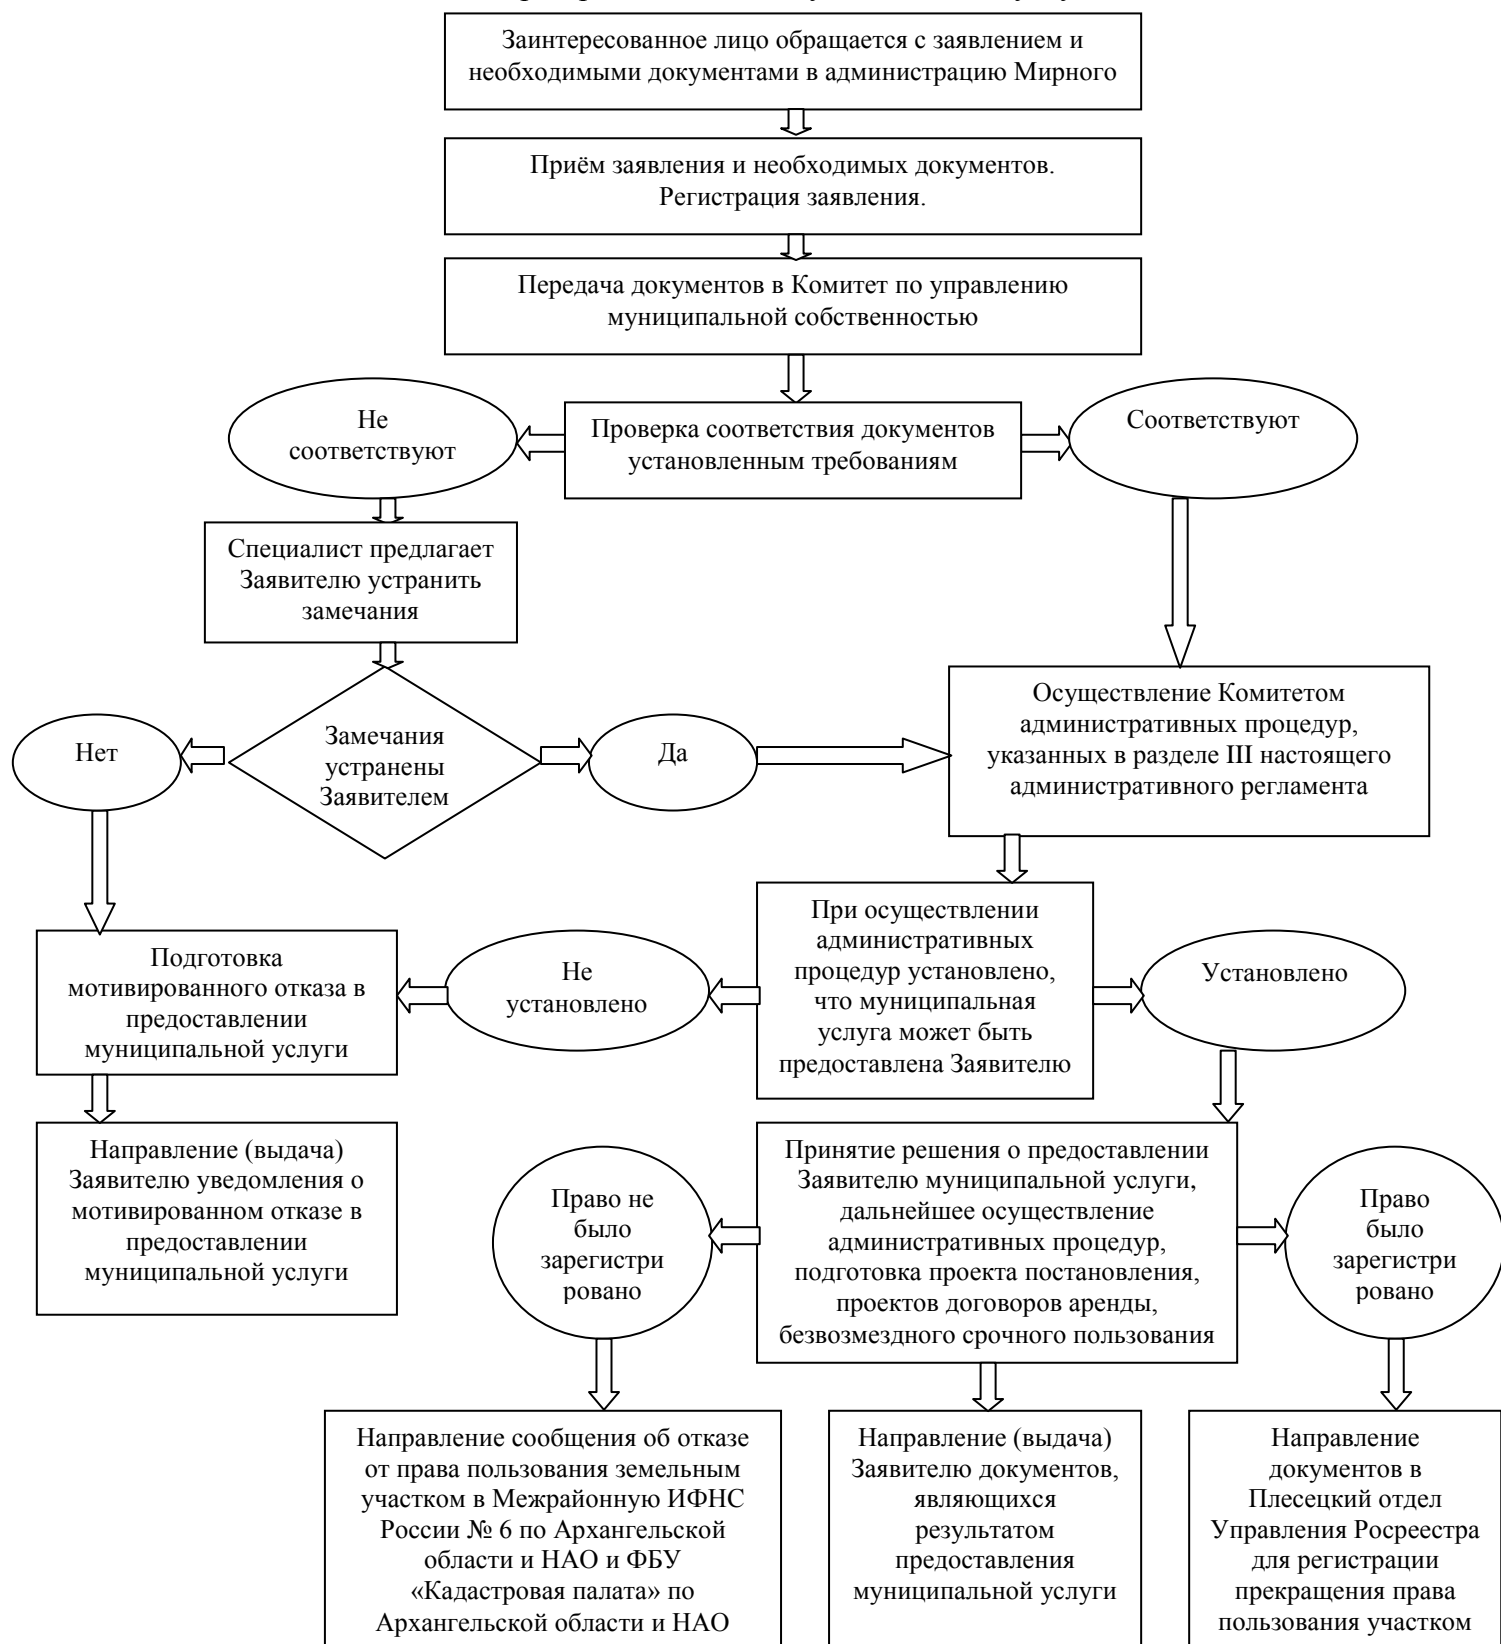 Заинтересованное лицо обращается с заявлением и
необходимыми документами в администрацию Мирного
Приём заявления и необходимых документов.
Регистрация заявления.
Передача документов в Комитет по управлению
муниципальной собственностью
Не
соответствуют
Проверка соответствия документов
установленным требованиям
Соответствуют
Специалист предлагает
Заявителю устранить
замечания
Нет
Замечания
устранены
Заявителем
Да
Осуществление Комитетом
административных процедур,
указанных в разделе III настоящего
административного регламента
Подготовка
мотивированного отказа в
предоставлении
муниципальной услуги
Не
установлено
При осуществлении
административных
процедур установлено,
что муниципальная
услуга может быть
предоставлена Заявителю
Установлено
Направление (выдача)
Заявителю уведомления о
мотивированном отказе в
предоставлении
муниципальной услуги
Право не
было
зарегистри
ровано
Принятие решения о предоставлении
Заявителю муниципальной услуги,
дальнейшее осуществление
административных процедур,
подготовка проекта постановления,
проектов договоров аренды,
безвозмездного срочного пользования
Право
было
зарегистри
ровано
Направление сообщения об отказе
от права пользования земельным
участком в Межрайонную ИФНС
России № 6 по Архангельской
области и НАО и ФБУ
«Кадастровая палата» по
Архангельской области и НАО
Направление (выдача)
Заявителю документов,
являющихся
результатом
предоставления
муниципальной услуги
Направление
документов в
Плесецкий отдел
Управления Росреестра
для регистрации
прекращения права
пользования участком